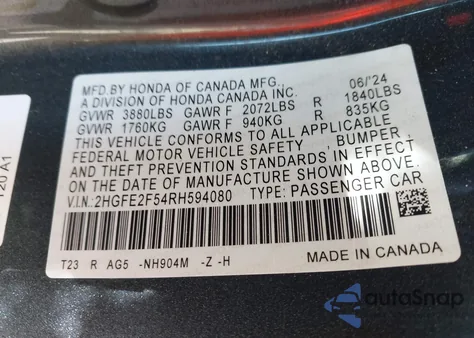 MFD.BY HONDA OF CANADA MFG. 06/'24
A DIVISION OF HONDA CANADA INC.
GVWR 3880LBS GAWR F 2072LBS R 1840LBS
GVWR 1760KG GAWR F 940KG R 835KG
THIS VEHICLE CONFORMS TO ALL APPLICABLE
FEDERAL MOTOR VEHICLE SAFETY , BUMPER ,
AND THEFT PREVENTION STANDARDS IN EFFECT
ON THE DATE OF MANUFACTURE SHOWN ABOVE.
V.I.N.:2HGFE2F54RH594080 TYPE: PASSENGER CAR
T23 R AG5 -NH904M -Z -H MADE IN CANADA
120 A1
autoSnap